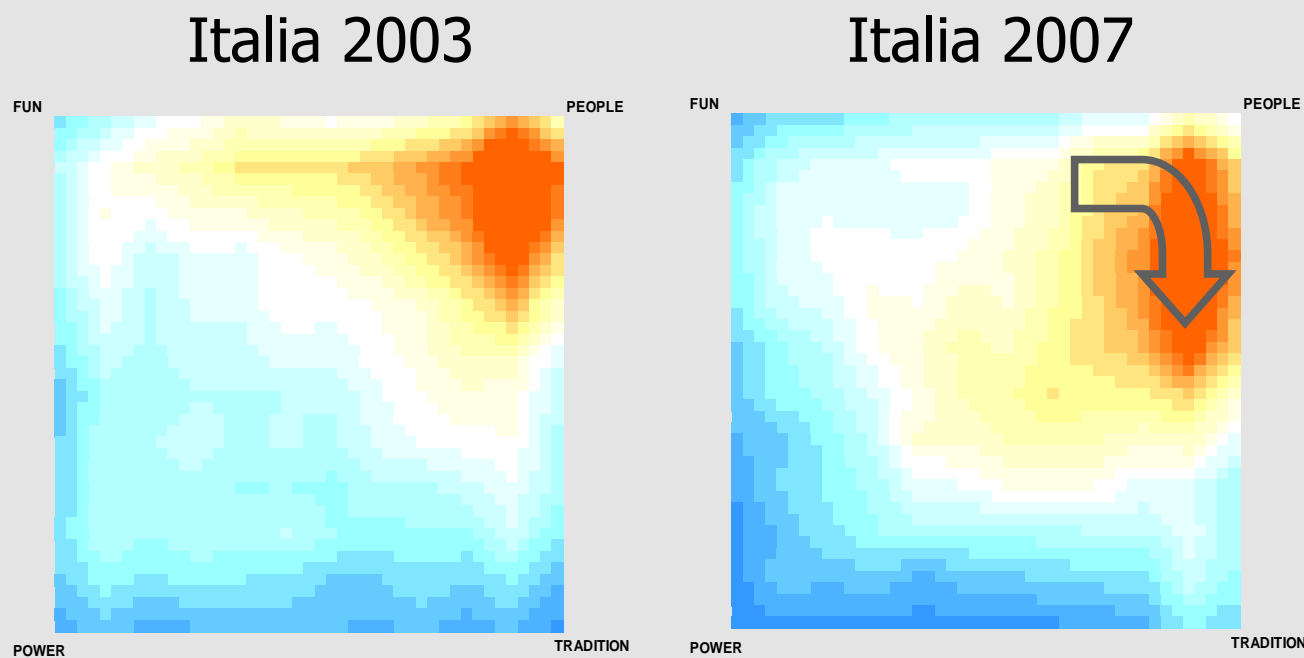 Italia 2003
FUN
PEOPLE
POWER
TRADITION
Italia 2007
FUN
PEOPLE
POWER
TRADITION